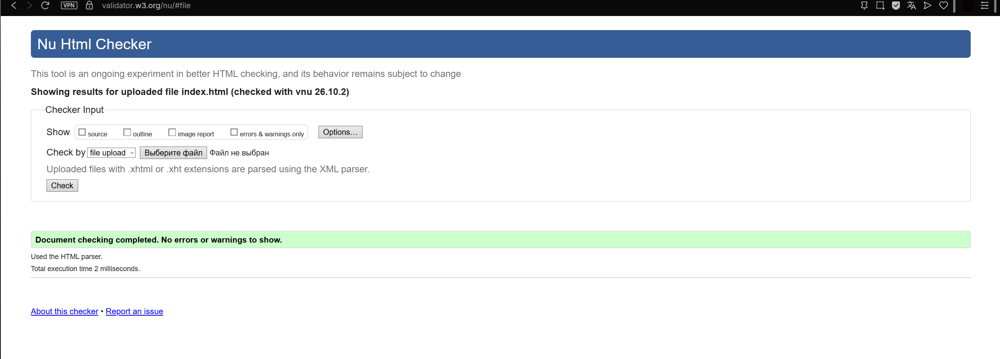 VPN validator.w3.org/nu/#file
Nu Html Checker
This tool is an ongoing experiment in better HTML checking, and its behavior remains subject to change
Showing results for uploaded file index.html (checked with vnu 26.10.2)
Checker Input
Show source outline image report errors & warnings only Options...
Check by file upload Выберите файл Файл не выбран
Uploaded files with .xhtml or .xht extensions are parsed using the XML parser.
Check
Document checking completed. No errors or warnings to show.
Used the HTML parser.
Total execution time 2 milliseconds.
About this checker • Report an issue